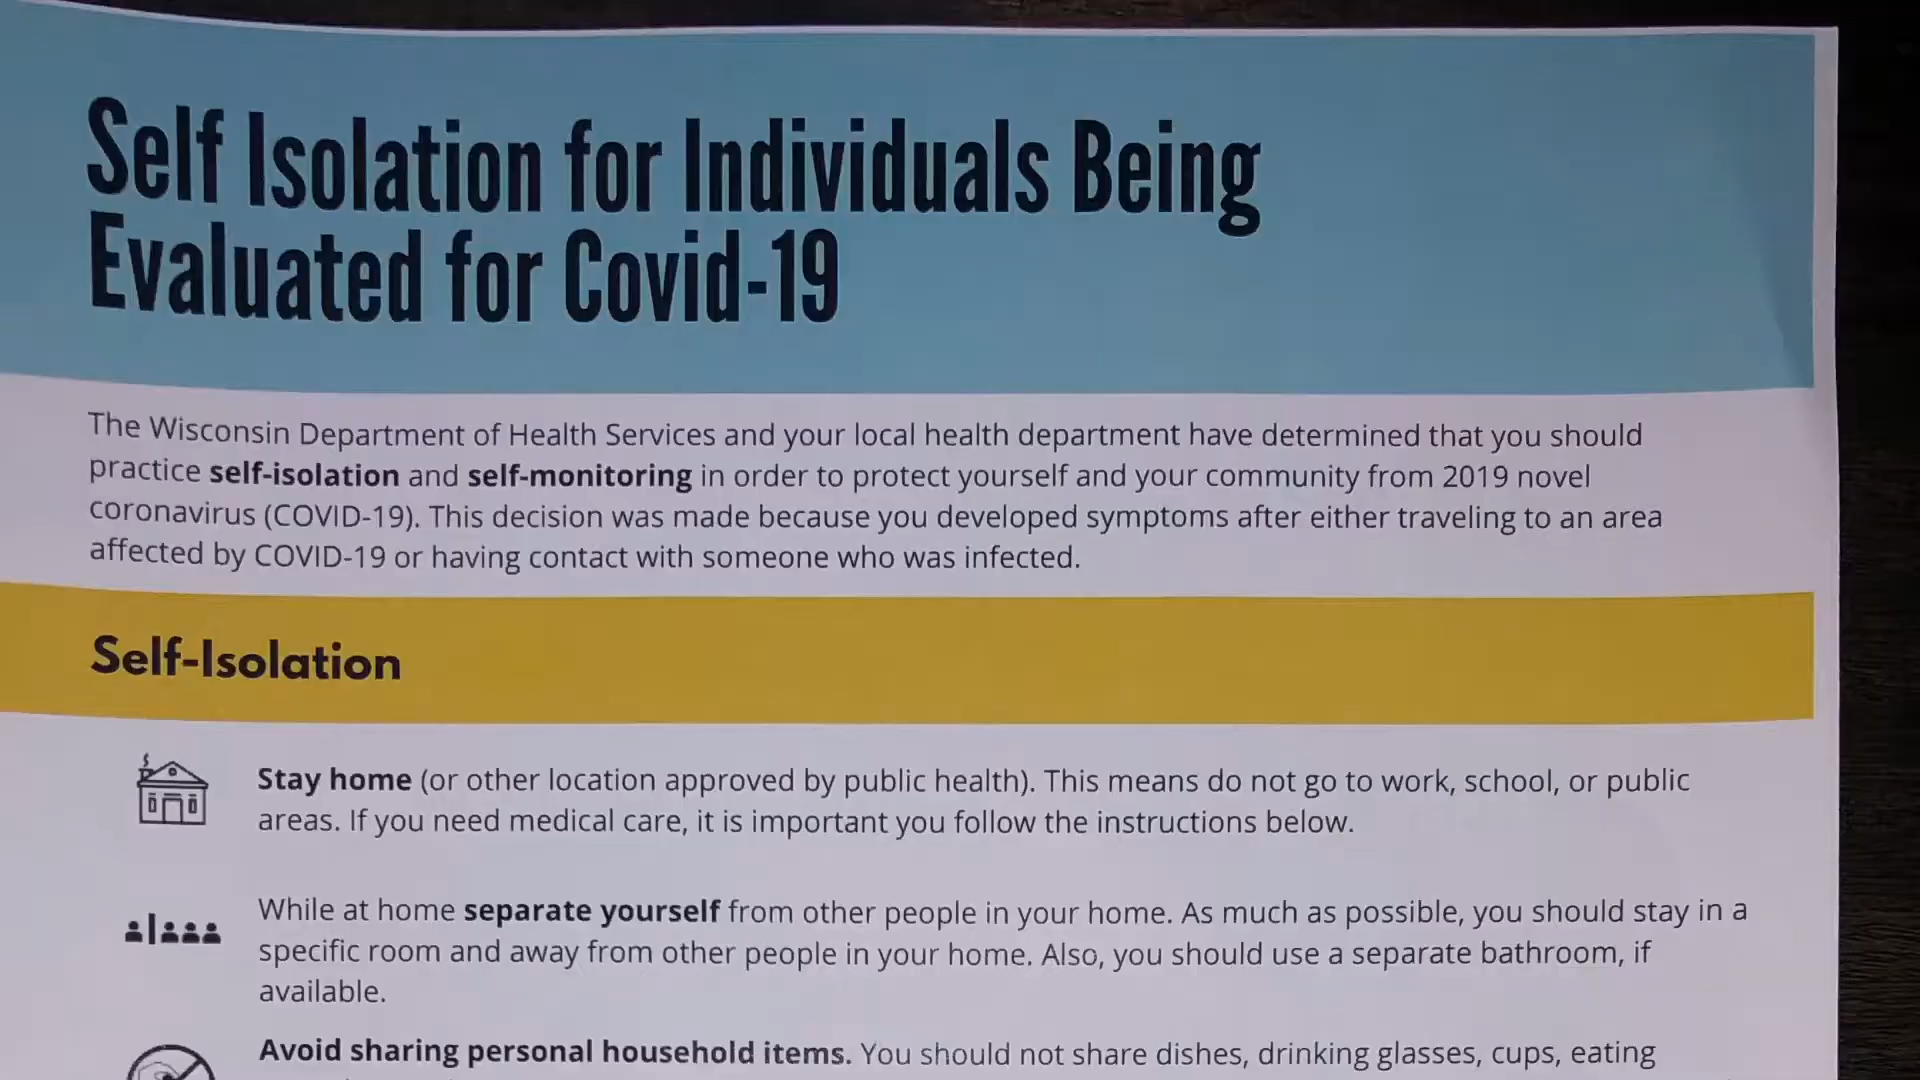 Self Isolation for Individuals Being
Evaluated for Covid-19
The Wisconsin Department of Health Services and your local health department have determined that you should
practice self-isolation and self-monitoring in order to protect yourself and your community from 2019 novel
coronavirus (COVID-19). This decision was made because you developed symptoms after either traveling to an area
affected by COVID-19 or having contact with someone who was infected.
Self-Isolation
Stay home (or other location approved by public health). This means do not go to work, school, or public
areas. If you need medical care, it is important you follow the instructions below.
While at home separate yourself from other people in your home. As much as possible, you should stay in a
specific room and away from other people in your home. Also, you should use a separate bathroom, if
available.
Avoid sharing personal household items. You should not share dishes, drinking glasses, cups, eating